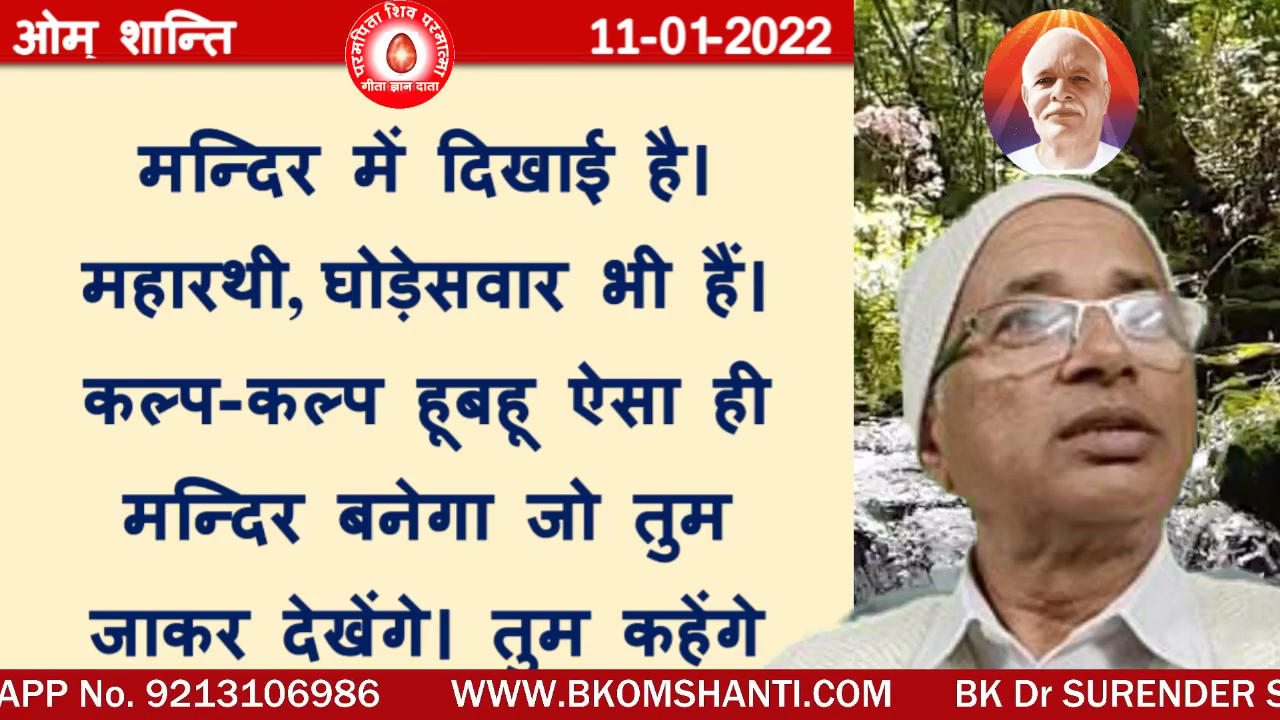 ओम् शान्ति
परमपिता शिव परमात्मा
गीता ज्ञान दाता
11-01-2022
मन्दिर में दिखाई है।
महारथी, घोड़ेसवार भी हैं।
कल्प-कल्प हूबहू ऐसा ही
मन्दिर बनेगा जो तुम
जाकर देखेंगे। तुम कहेंगे
APP No. 9213106986 WWW.BKOMSHANTI.COM BK Dr SURENDER S